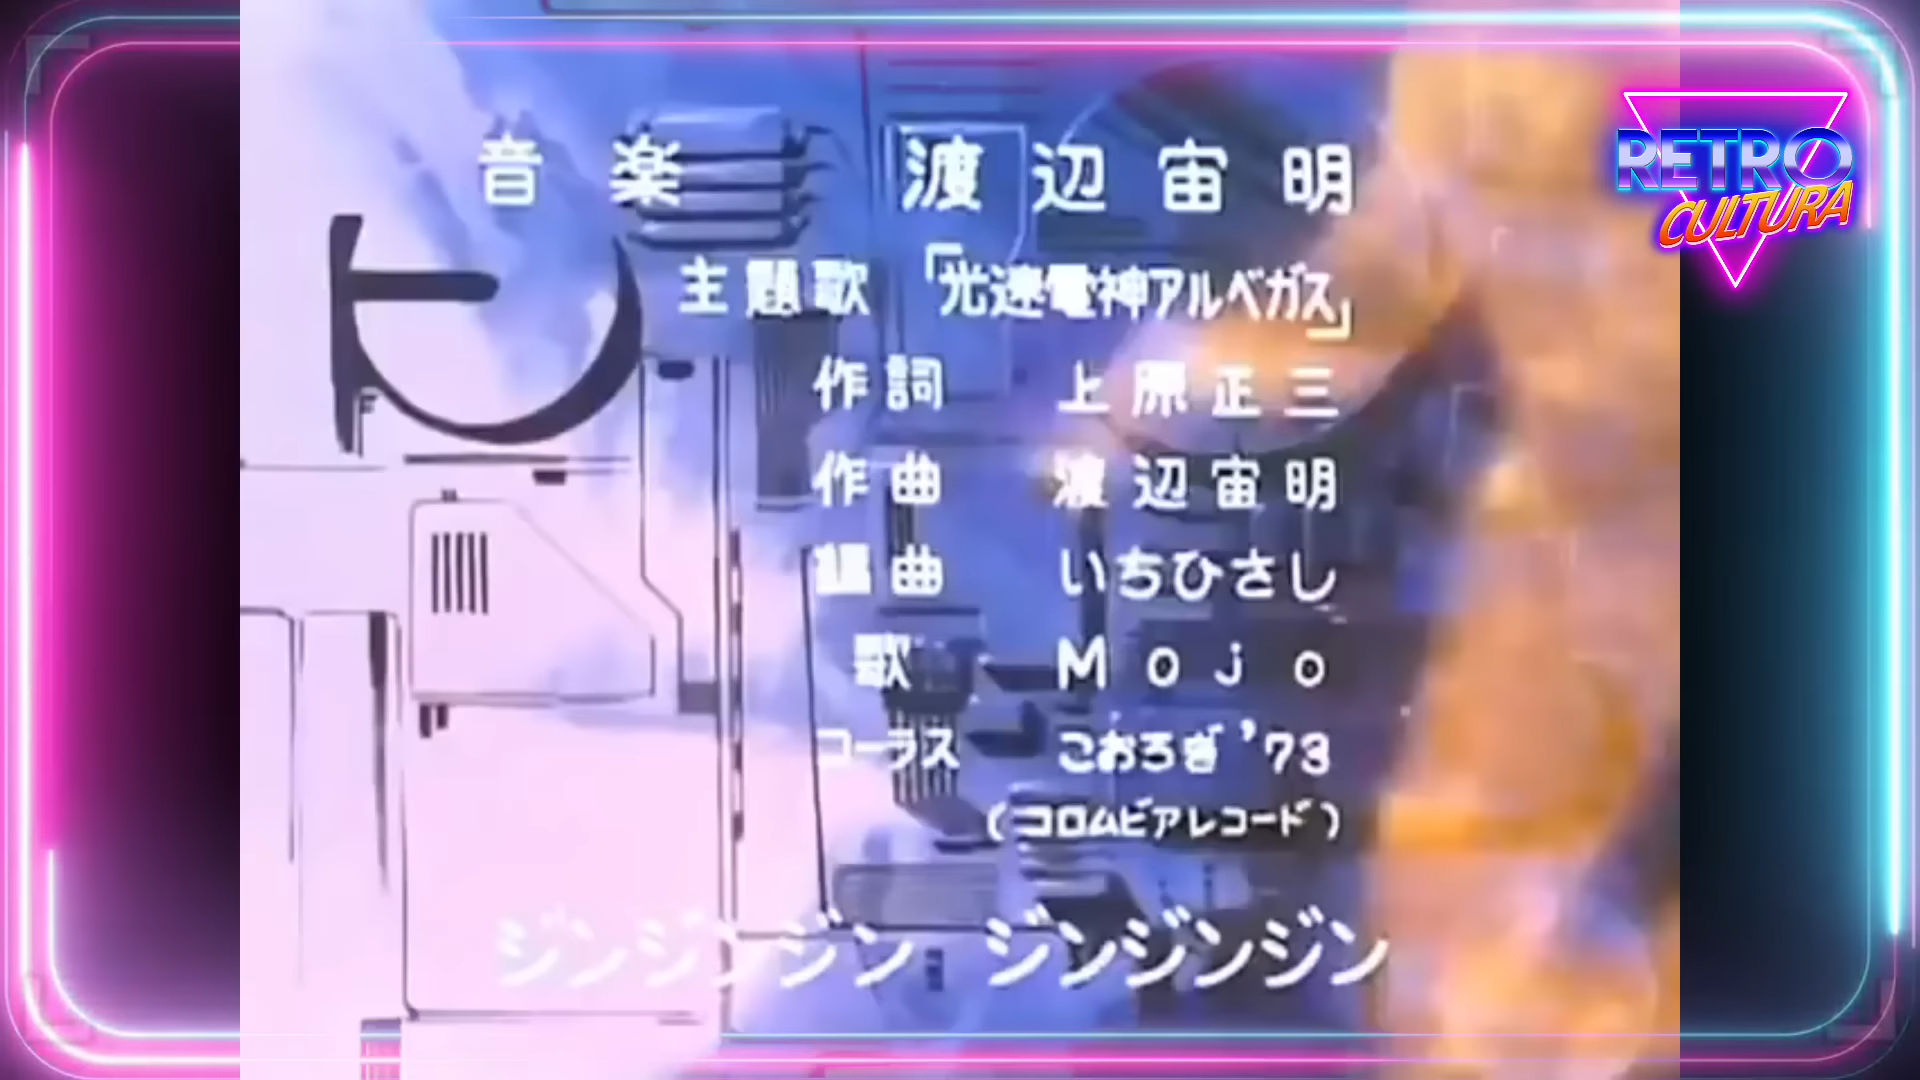 音楽 渡辺宙明
主題歌 「光速電神アルベガス」
作詞 上原正三
作曲 渡辺宙明
編曲 いちひさし
歌 Mojo
コーラス こおろぎ'73
(コロムビアレコード)
ジンジンジン ジンジンジン
RETRO
CULTURA